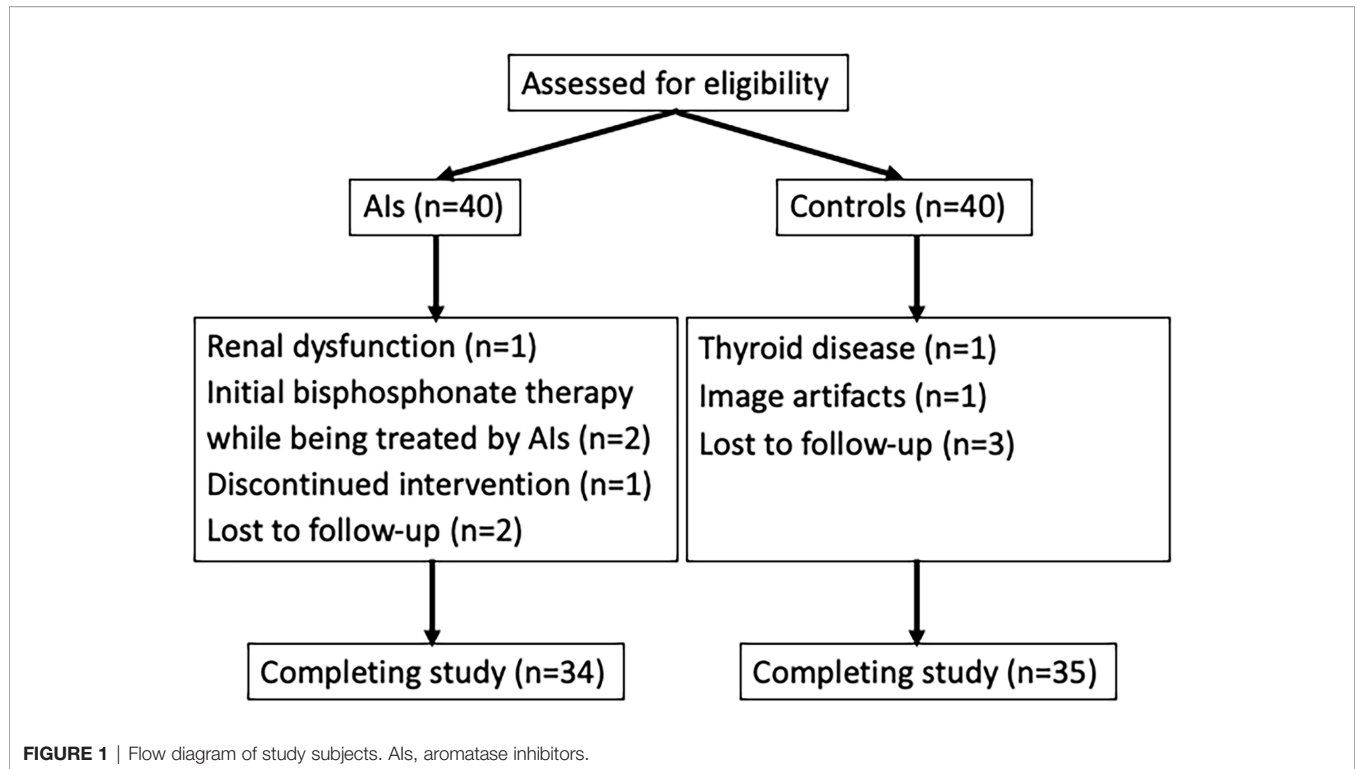 Assessed for eligibility
AIs (n=40)
Controls (n=40)
Renal dysfunction (n=1)
Initial bisphosphonate therapy
while being treated by AIs (n=2)
Discontinued intervention (n=1)
Lost to follow-up (n=2)
Thyroid disease (n=1)
Image artifacts (n=1)
Lost to follow-up (n=3)
Completing study (n=34)
Completing study (n=35)
FIGURE 1 | Flow diagram of study subjects. AIs, aromatase inhibitors.